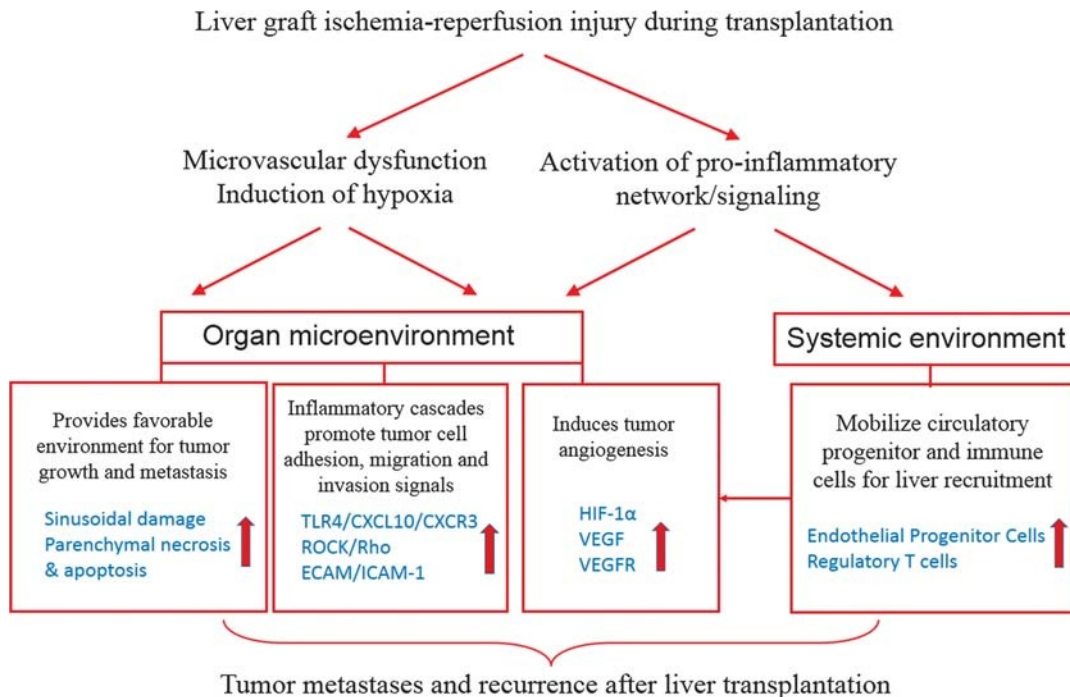 Liver graft ischemia-reperfusion injury during transplantation
Microvascular dysfunction
Induction of hypoxia
Activation of pro-inflammatory
network/signaling
Organ microenvironment
Systemic environment
Provides favorable
environment for tumor
growth and metastasis
Sinusoidal damage
Parenchymal necrosis
& apoptosis
Inflammatory cascades
promote tumor cell
adhesion, migration and
invasion signals
TLR4/CXCL10/CXCR3
ROCK/Rho
ECAM/ICAM-1
Induces tumor
angiogenesis
HIF-1α
VEGF
VEGFR
Mobilize circulatory
progenitor and immune
cells for liver recruitment
Endothelial Progenitor Cells
Regulatory T cells
Tumor metastases and recurrence after liver transplantation